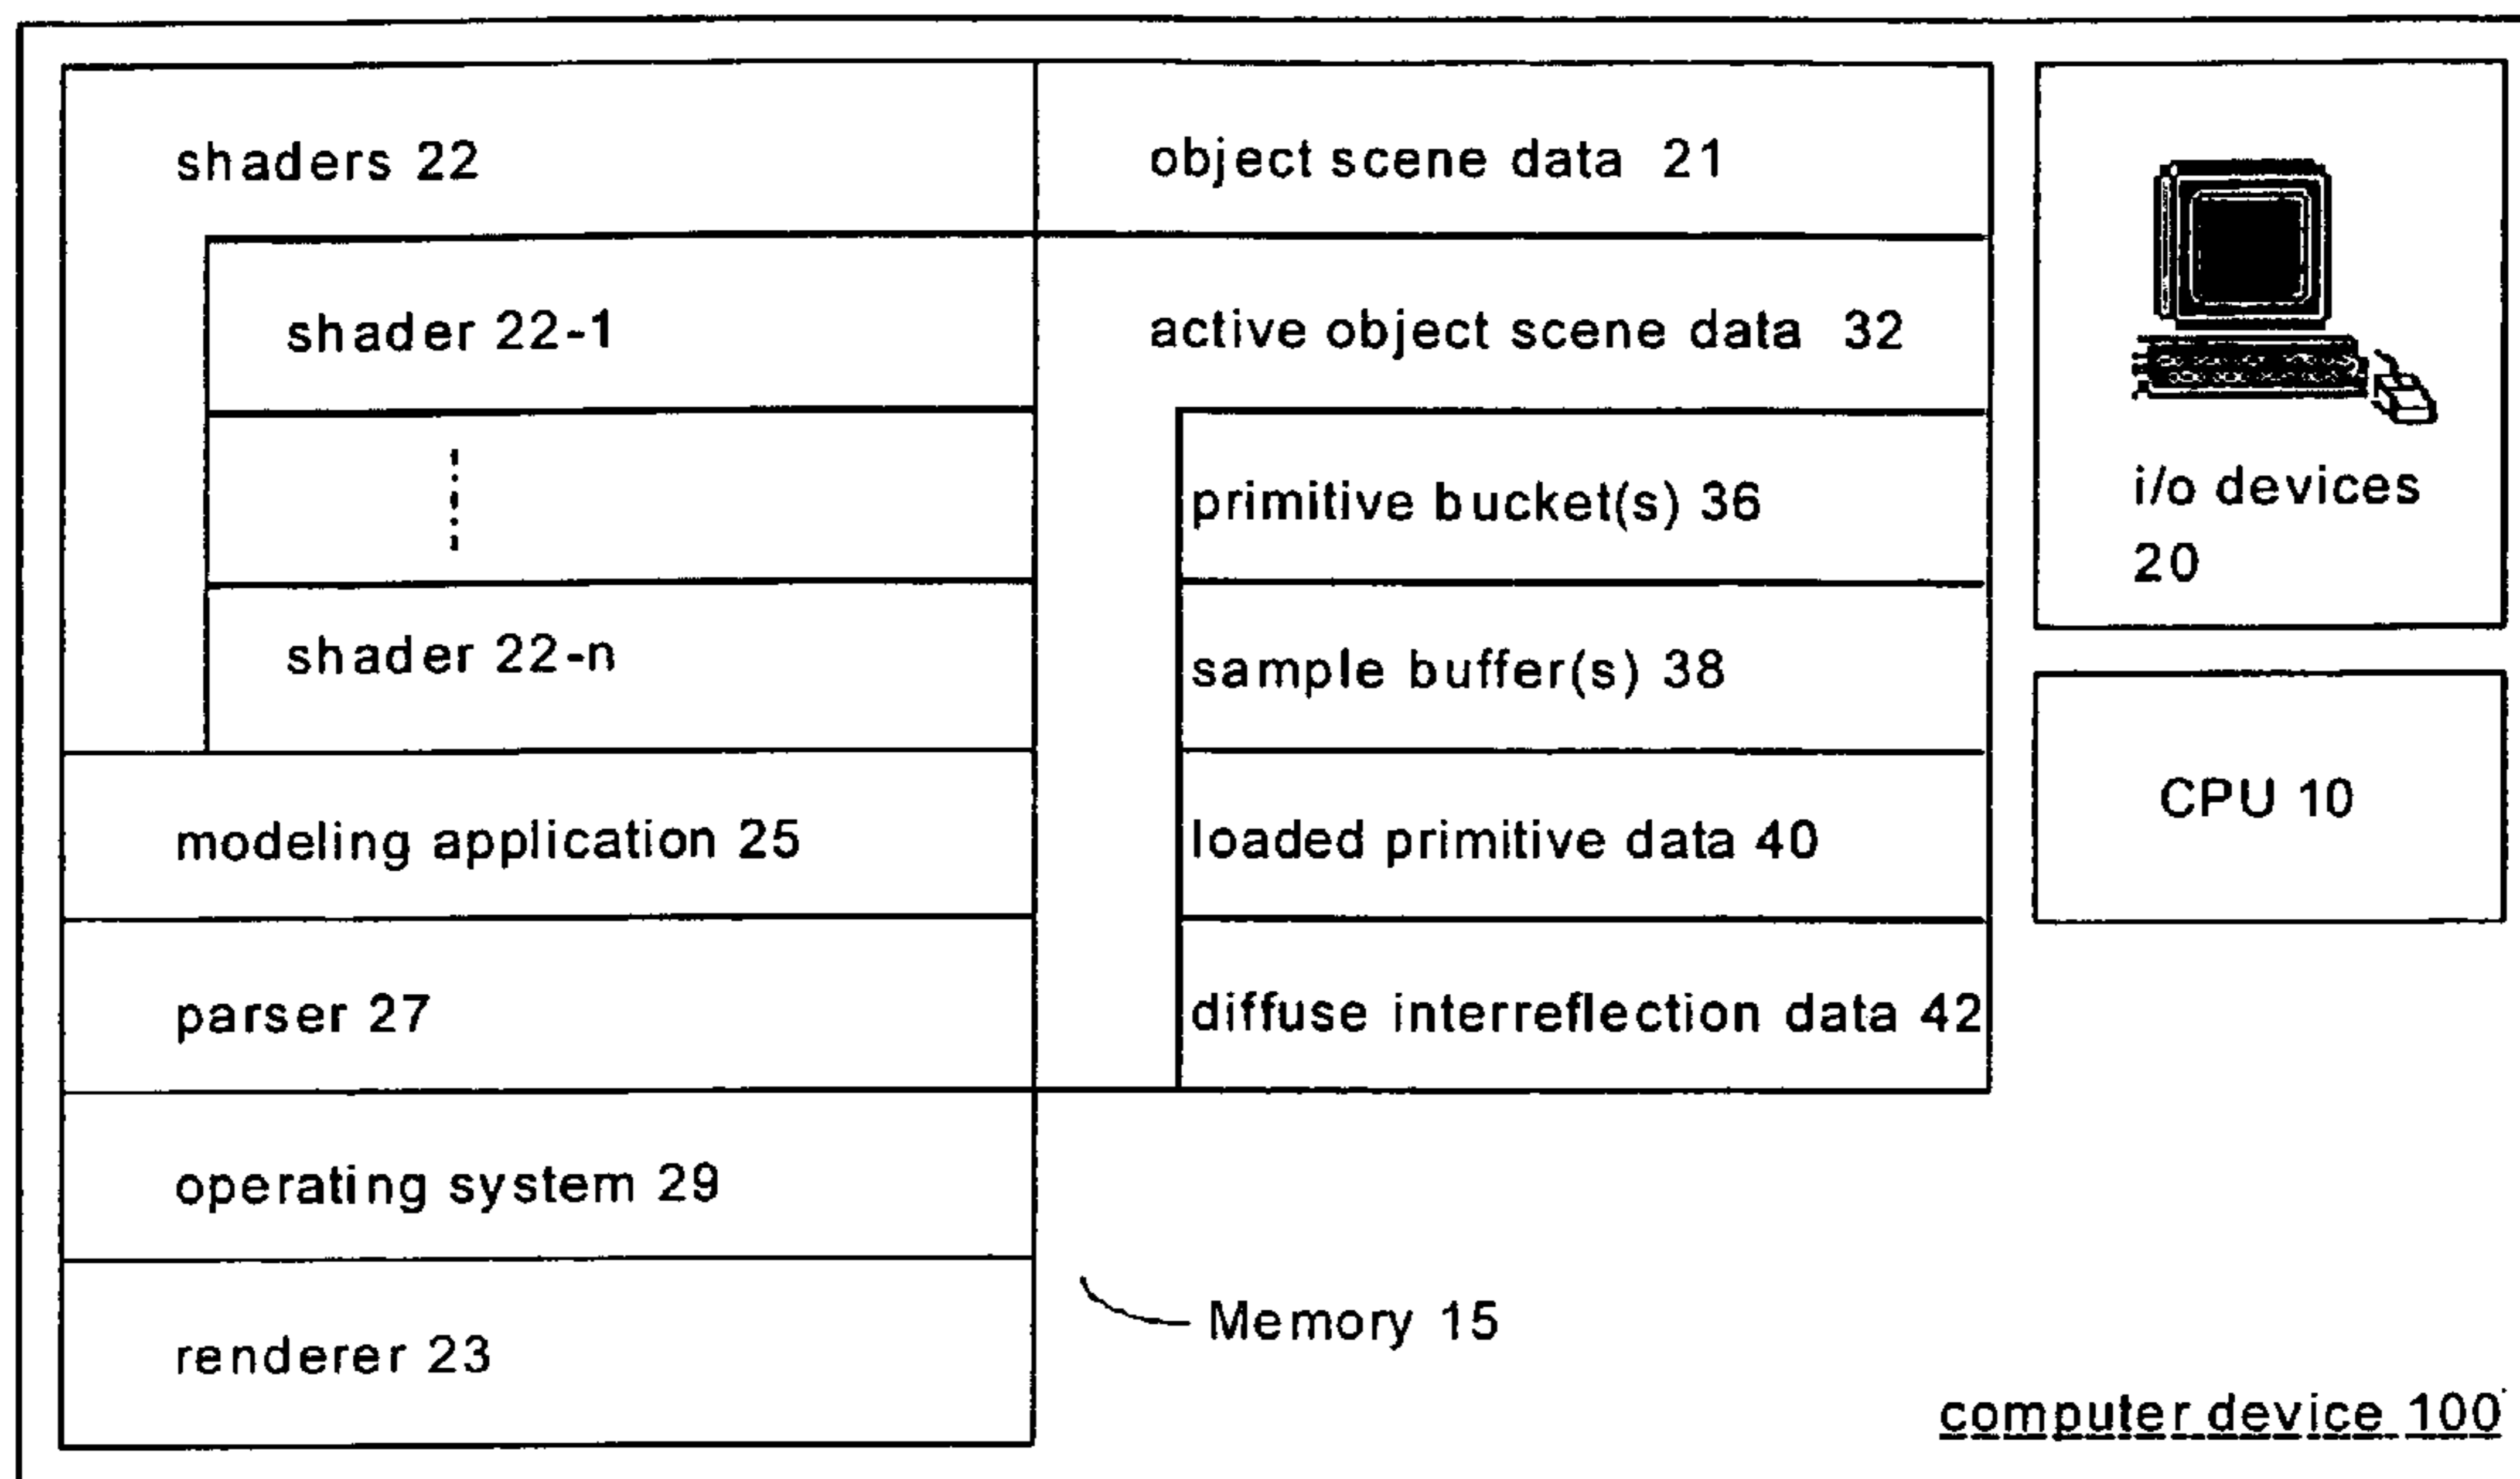 shaders 22
shader 22-1
shader 22-n
modeling application 25
parser 27
operating system 29
renderer 23
object scene data 21
active object scene data 32
primitive bucket(s) 36
sample buffer(s) 38
loaded primitive data 40
diffuse interreflection data 42
Memory 15
i/o devices
20
CPU 10
computer device 100